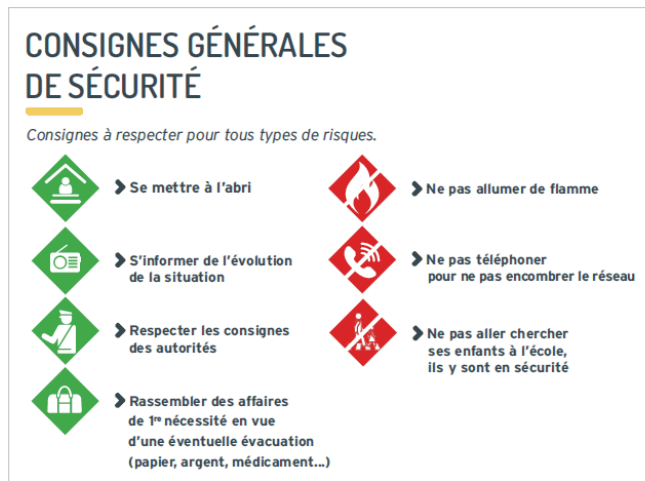 CONSIGNES GÉNÉRALES
DE SÉCURITÉ
Consignes à respecter pour tous types de risques.
Se mettre à l'abri
S'informer de l'évolution
de la situation
Respecter les consignes
des autorités
Rassembler des affaires
de 1re nécessité en vue
d'une éventuelle évacuation
(papier, argent, médicament...)
Ne pas allumer de flamme
Ne pas téléphoner
pour ne pas encombrer le réseau
Ne pas aller chercher
ses enfants à l'école,
ils y sont en sécurité